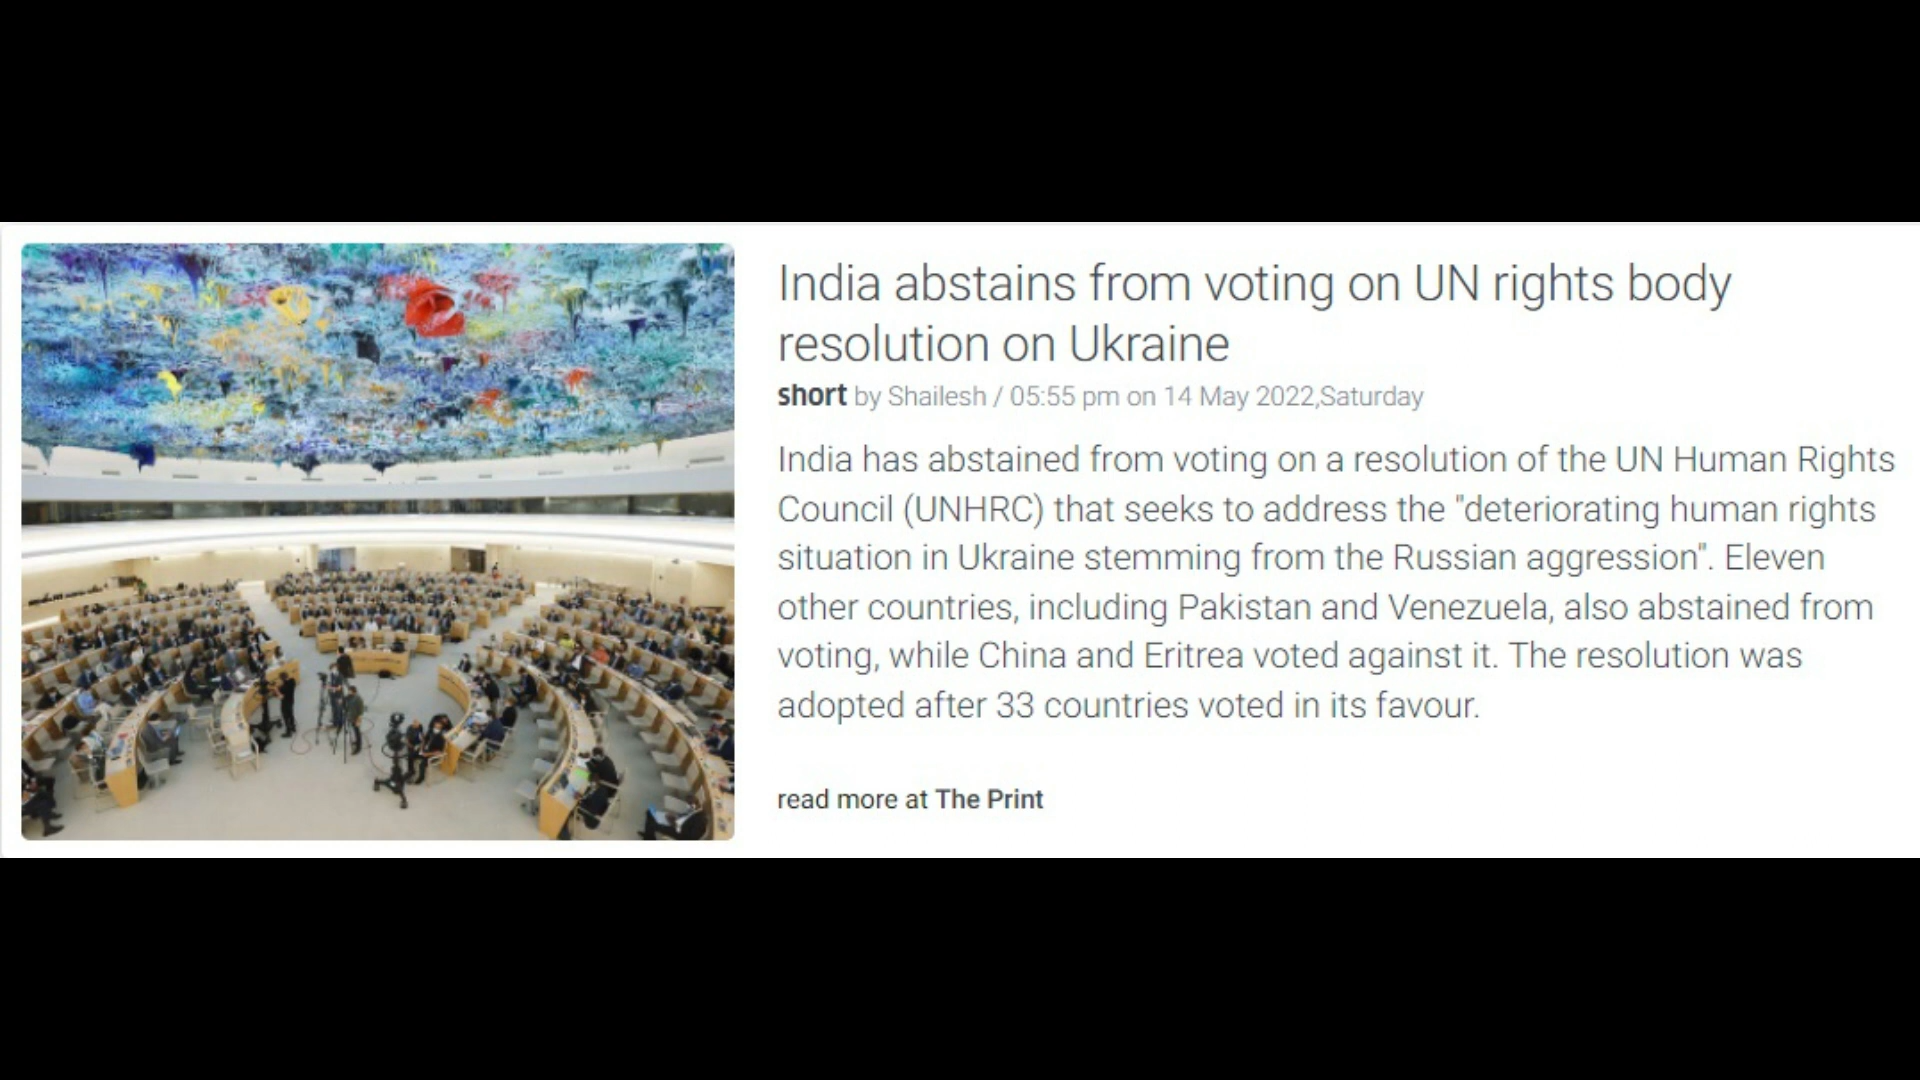 India abstains from voting on UN rights body
resolution on Ukraine
short by Shailesh / 05:55 pm on 14 May 2022,Saturday
India has abstained from voting on a resolution of the UN Human Rights
Council (UNHRC) that seeks to address the "deteriorating human rights
situation in Ukraine stemming from the Russian aggression". Eleven
other countries, including Pakistan and Venezuela, also abstained from
voting, while China and Eritrea voted against it. The resolution was
adopted after 33 countries voted in its favour.
read more at The Print